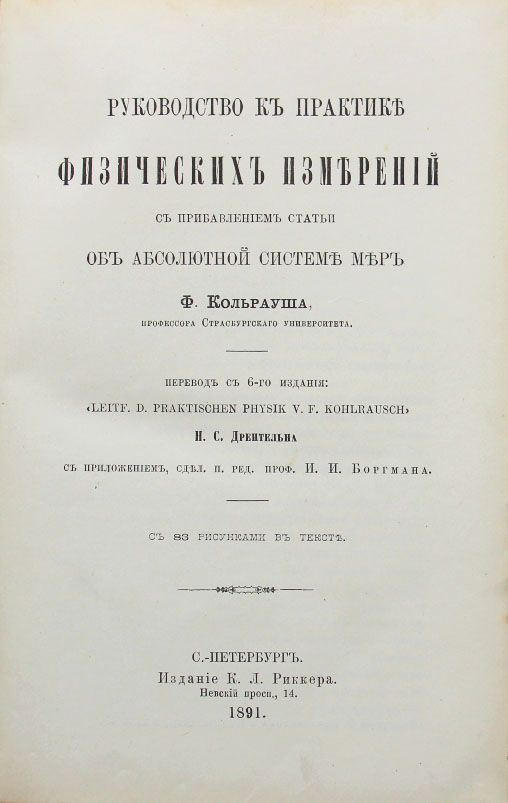 РУКОВОДСТВО КЪ ПРАКТИКѢ
ФИЗИЧЕСКИХЪ ИЗМѢРЕНІЙ
СЪ ПРИБАВЛЕНІЕМЪ СТАТЬИ
ОБЪ АБСОЛЮТНОЙ СИСТЕМѢ МѢРЪ
Ф. КОЛЬРАУША,
ПРОФЕССОРА СТРАСБУРГСКАГО УНИВЕРСИТЕТА.
ПЕРЕВОДЪ СЪ 6-ГО ИЗДАНІЯ:
‹LEITF. D. PRAKTISCHEN PHYSIK V. F. KOHLRAUSCH›
Н. С. Дрентельна
СЪ ПРИЛОЖЕНІЕМЪ, СДѢЛ. П. РЕД. ПРОФ. И. И. БОРГМАНА.
СЪ 83 РИСУНКАМИ ВЪ ТЕКСТѢ.
С.-ПЕТЕРБУРГЪ.
Изданіе К. Л. Риккера.
Невскій просп., 14.
1891.